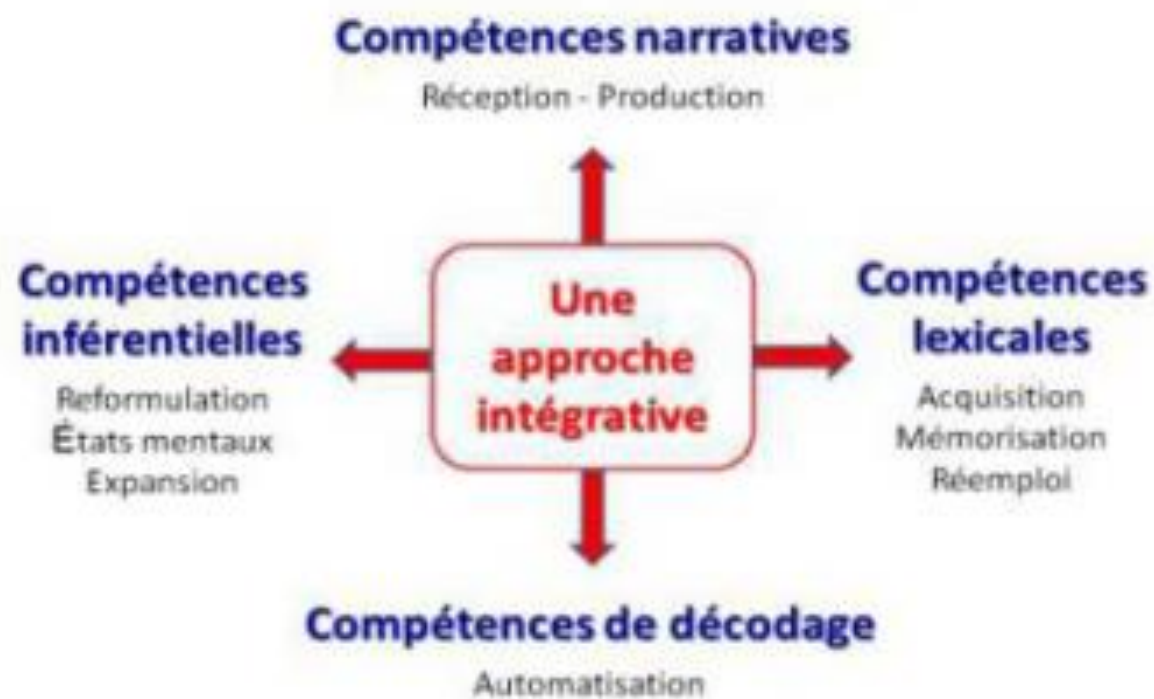 Compétences narratives
Réception - Production
Compétences
inférentielles
Reformulation
États mentaux
Expansion
Une
approche
intégrative
Compétences
lexicales
Acquisition
Mémorisation
Réemploi
Compétences de décodage
Automatisation